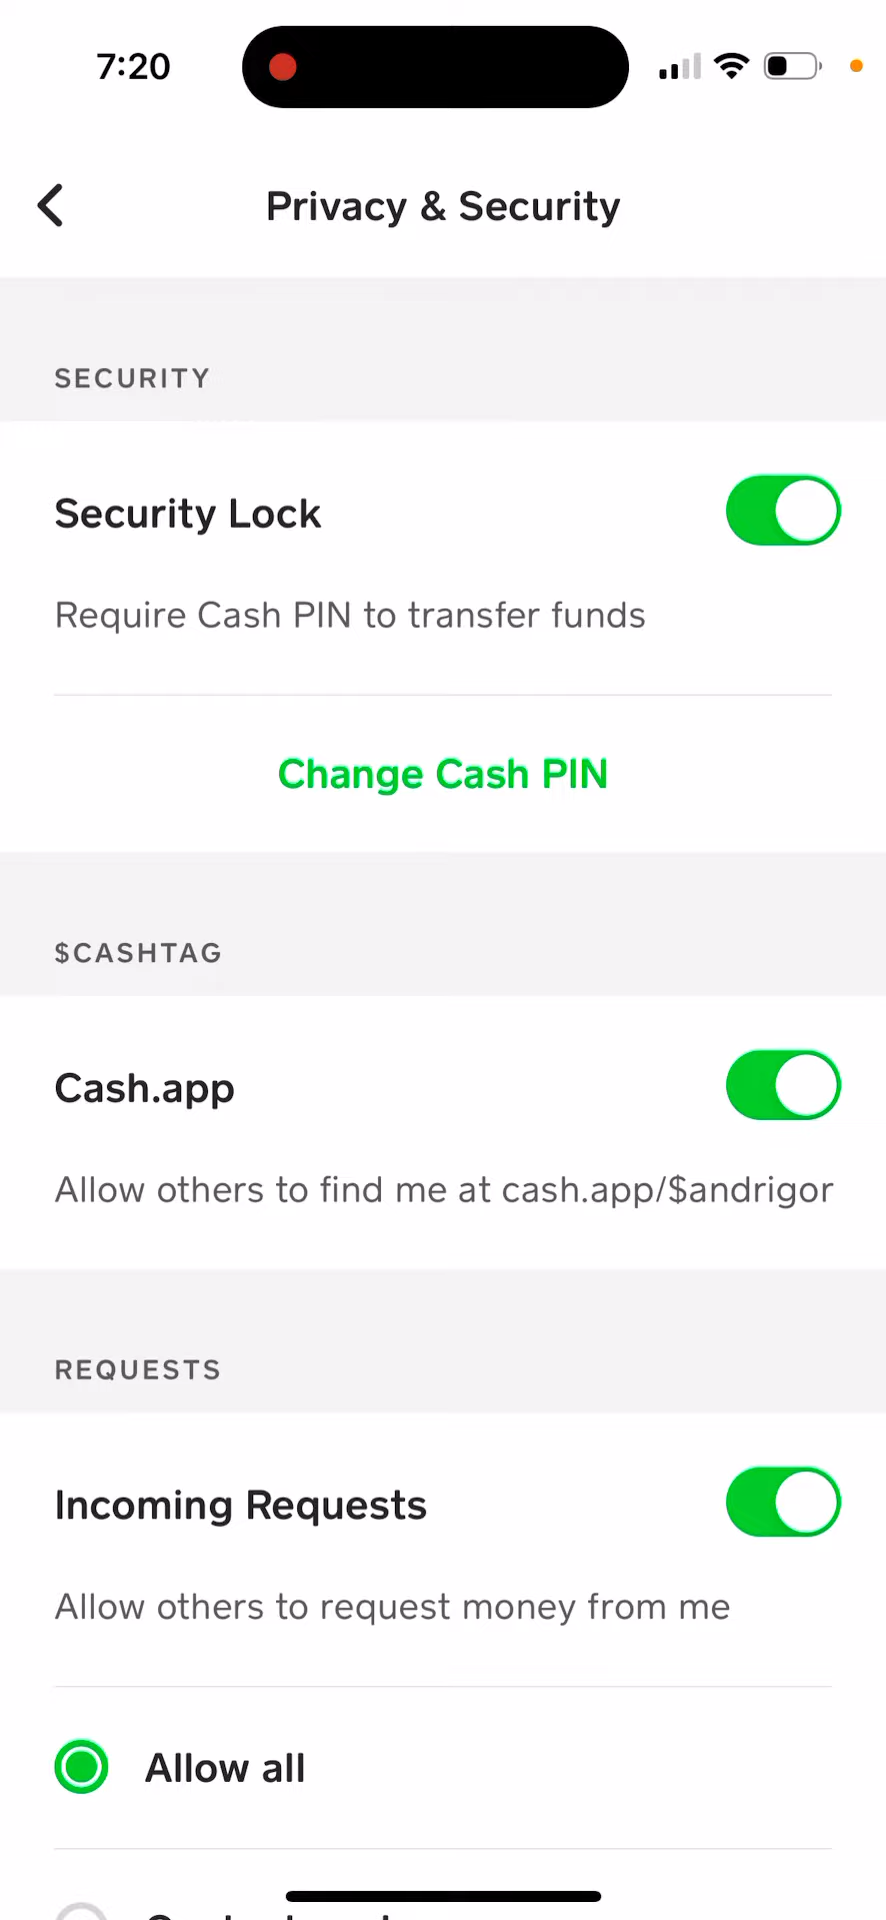 7:20
Privacy & Security
SECURITY
Security Lock
Require Cash PIN to transfer funds
Change Cash PIN
$CASHTAG
Cash.app
Allow others to find me at cash.app/$andrigor
REQUESTS
Incoming Requests
Allow others to request money from me
Allow all